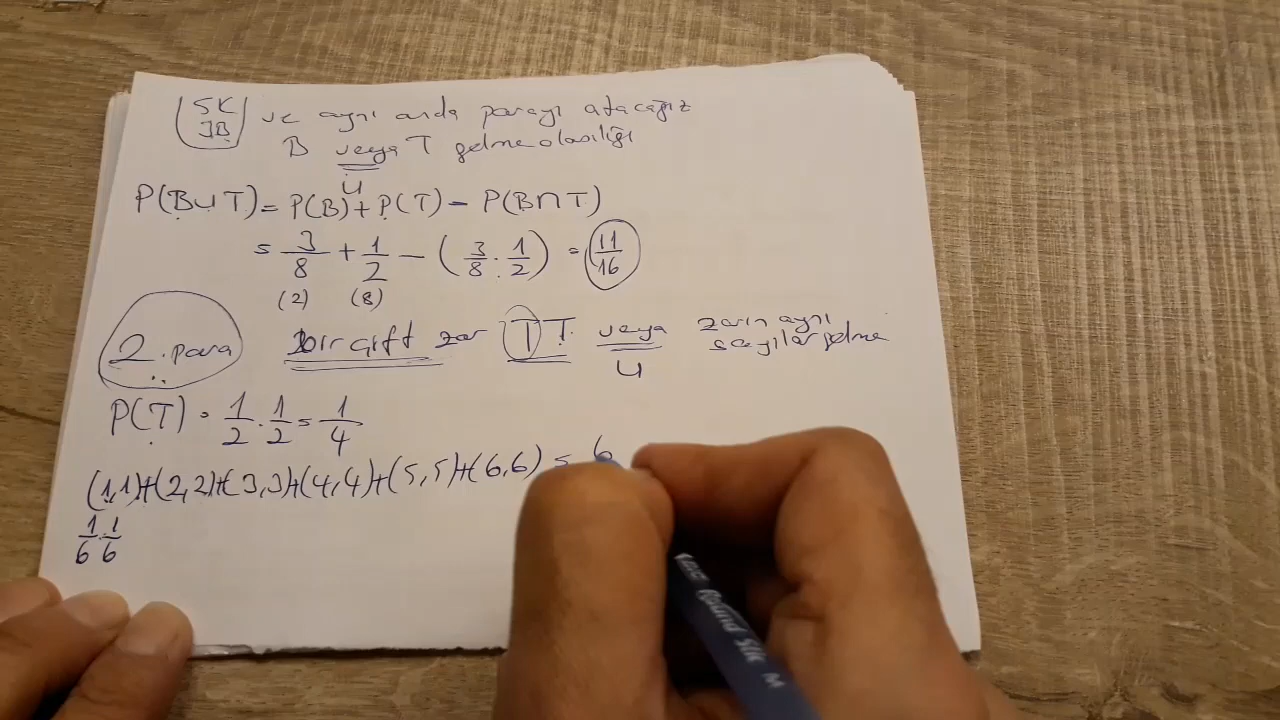 5K ve aynı anda parayı atacağız
3B B veya T gelme olasılığı
U
P(B∪T) = P(B) + P(T) - P(B∩T)
= 3/8 + 1/2 - (3/8 . 1/2) = 11/16
(2) (8)
2. para bir çift zar T T. veya zarın aynı sayılar gelme
U
P(T) = 1/2 . 1/2 = 1/4
(1,1)+(2,2)+(3,3)+(4,4)+(5,5)+(6,6) = 6
1/6 . 1/6
Round Stic M